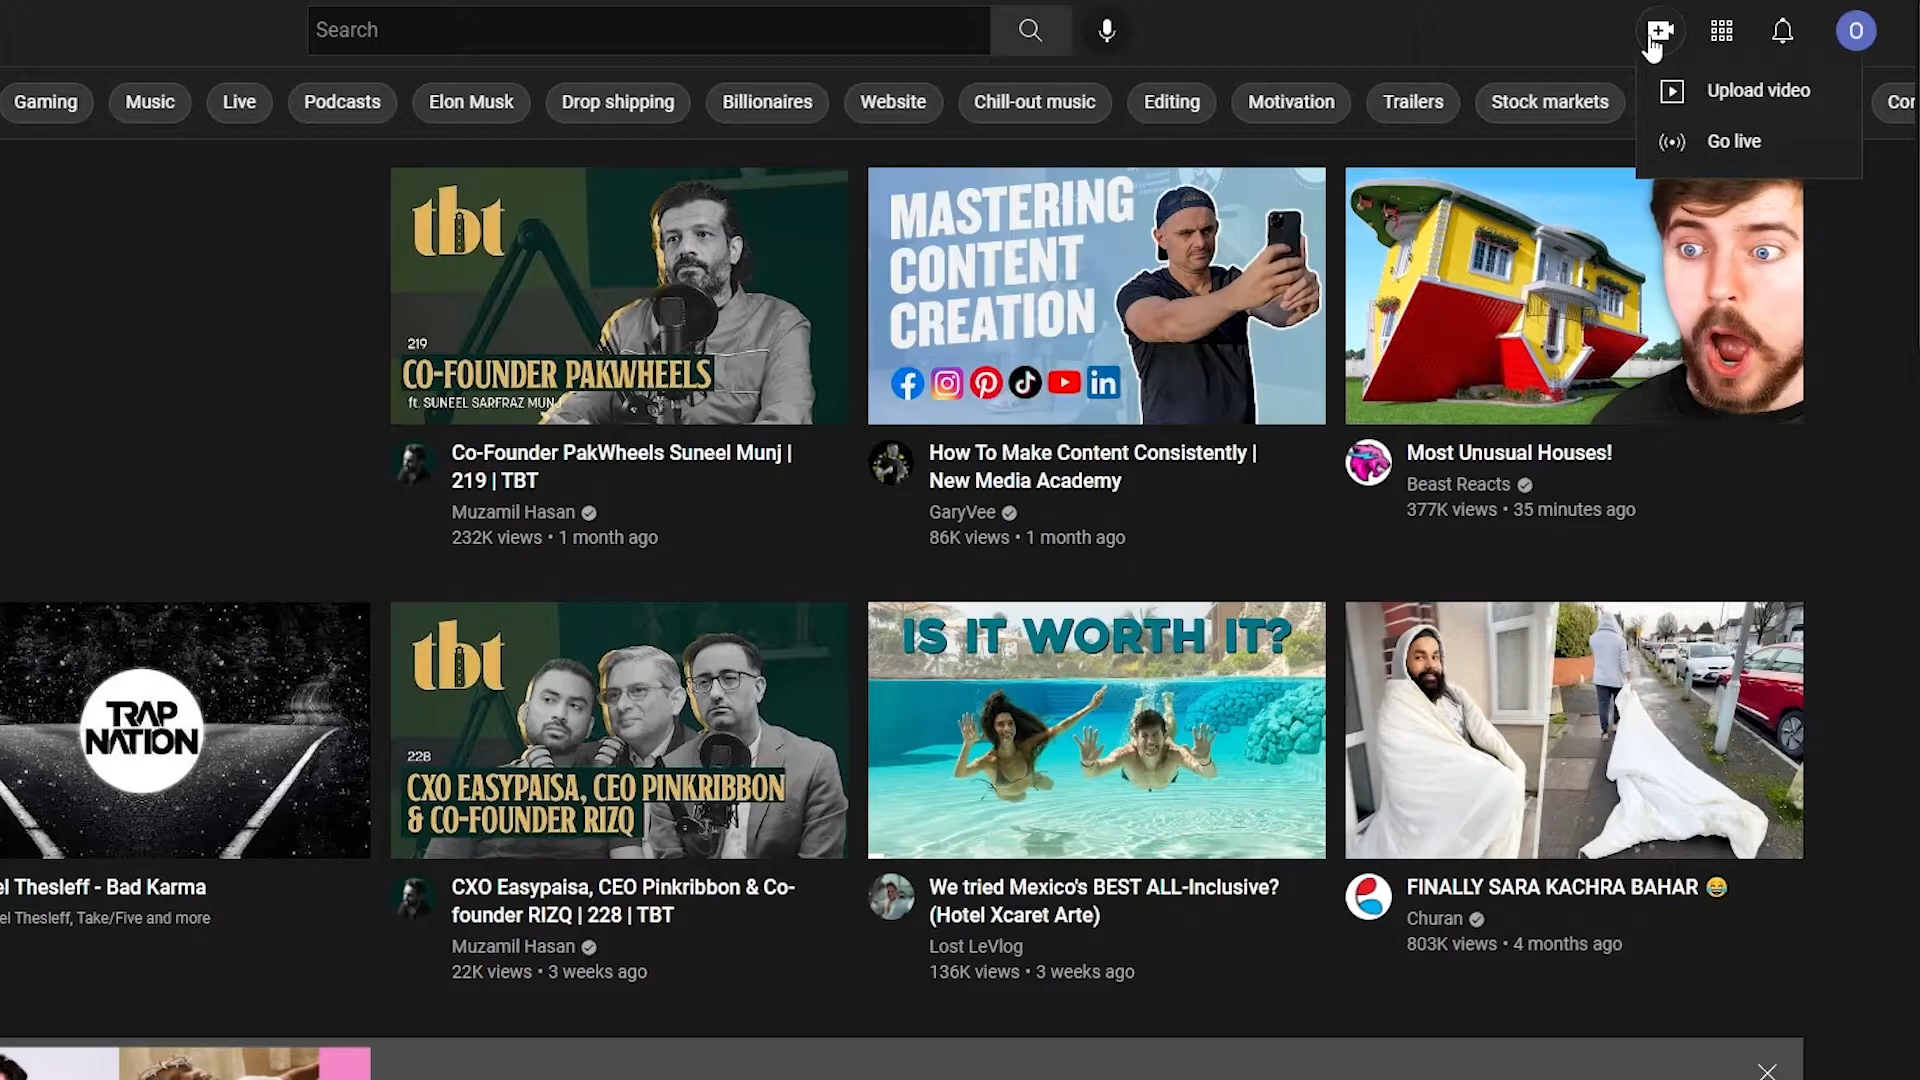 Search
O
Upload video
Go live
Gaming
Music
Live
Podcasts
Elon Musk
Drop shipping
Billionaires
Website
Chill-out music
Editing
Motivation
Trailers
Stock markets
Cor
tbt
219
CO-FOUNDER PAKWHEELS
ft. SUNEEL SARFRAZ MUNJ
MASTERING
CONTENT
CREATION
in
Co-Founder PakWheels Suneel Munj |
219 | TBT
Muzamil Hasan
232K views • 1 month ago
How To Make Content Consistently |
New Media Academy
GaryVee
86K views • 1 month ago
Most Unusual Houses!
Beast Reacts
377K views • 35 minutes ago
TRAP
NATION
tbt
228
CXO EASYPAISA, CEO PINKRIBBON
& CO-FOUNDER RIZQ
IS IT WORTH IT?
el Thesleff - Bad Karma
el Thesleff, Take/Five and more
CXO Easypaisa, CEO Pinkribbon & Co-
founder RIZQ | 228 | TBT
Muzamil Hasan
22K views • 3 weeks ago
We tried Mexico's BEST ALL-Inclusive?
(Hotel Xcaret Arte)
Lost LeVlog
136K views • 3 weeks ago
FINALLY SARA KACHRA BAHAR 😂
Churan
803K views • 4 months ago